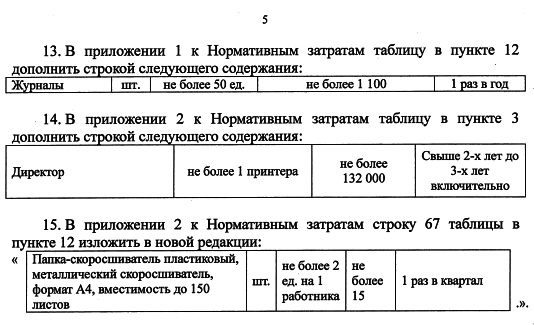 5
13. В приложении 1 к Нормативным затратам таблицу в пункте 12
дополнить строкой следующего содержания:
Журналы шт. не более 50 ед. не более 1 100 1 раз в год
14. В приложении 2 к Нормативным затратам таблицу в пункте 3
дополнить строкой следующего содержания:
Директор не более 1 принтера не более 132 000 Свыше 2-х лет до 3-х лет включительно
15. В приложении 2 к Нормативным затратам строку 67 таблицы в
пункте 12 изложить в новой редакции:
« Папка-скоросшиватель пластиковый,
металлический скоросшиватель,
формат А4, вместимость до 150
листов
шт.
не более 2
ед. на 1
работника
не
более
15
1 раз в квартал
.».